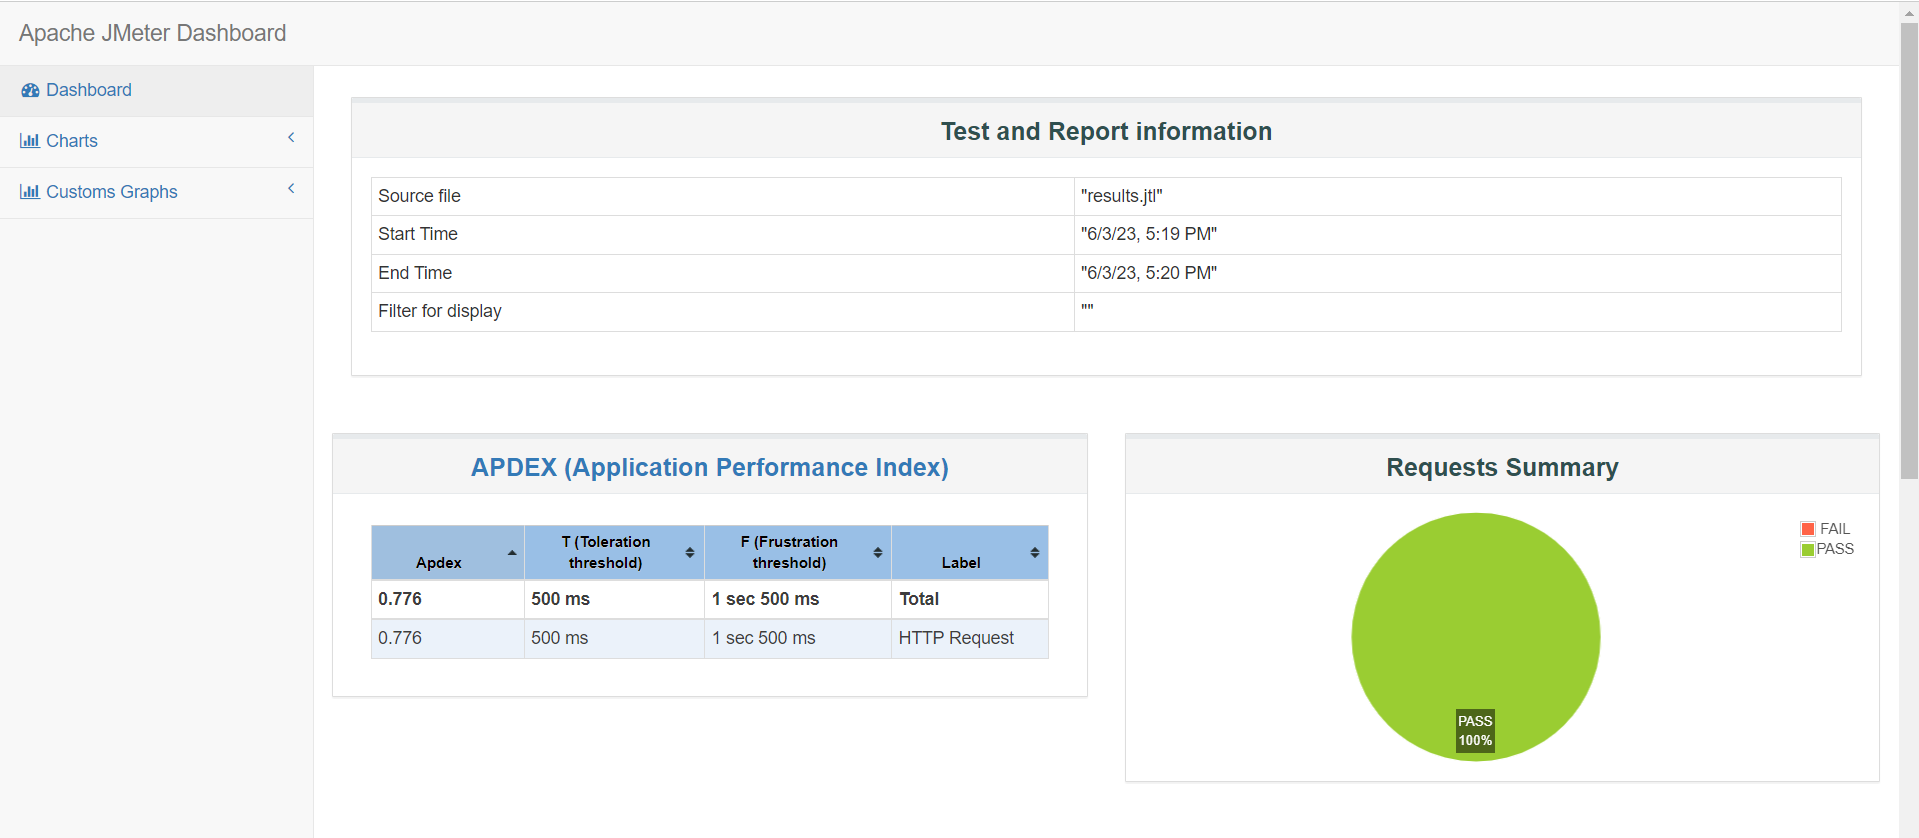 Apache JMeter Dashboard
Dashboard
Charts
Customs Graphs
Test and Report information
Source file "results.jtl"
Start Time "6/3/23, 5:19 PM"
End Time "6/3/23, 5:20 PM"
Filter for display ""
APDEX (Application Performance Index)
Apdex T (Toleration threshold) F (Frustration threshold) Label
0.776 500 ms 1 sec 500 ms Total
0.776 500 ms 1 sec 500 ms HTTP Request
Requests Summary
FAIL
PASS
PASS
100%